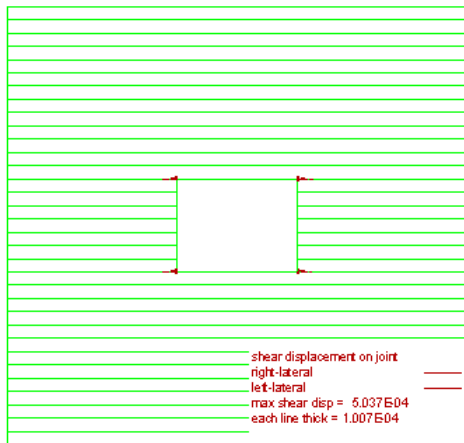 shear displacement on joint
right-lateral
left-lateral
max shear disp = 5.037E-04
each line thick = 1.007E-04